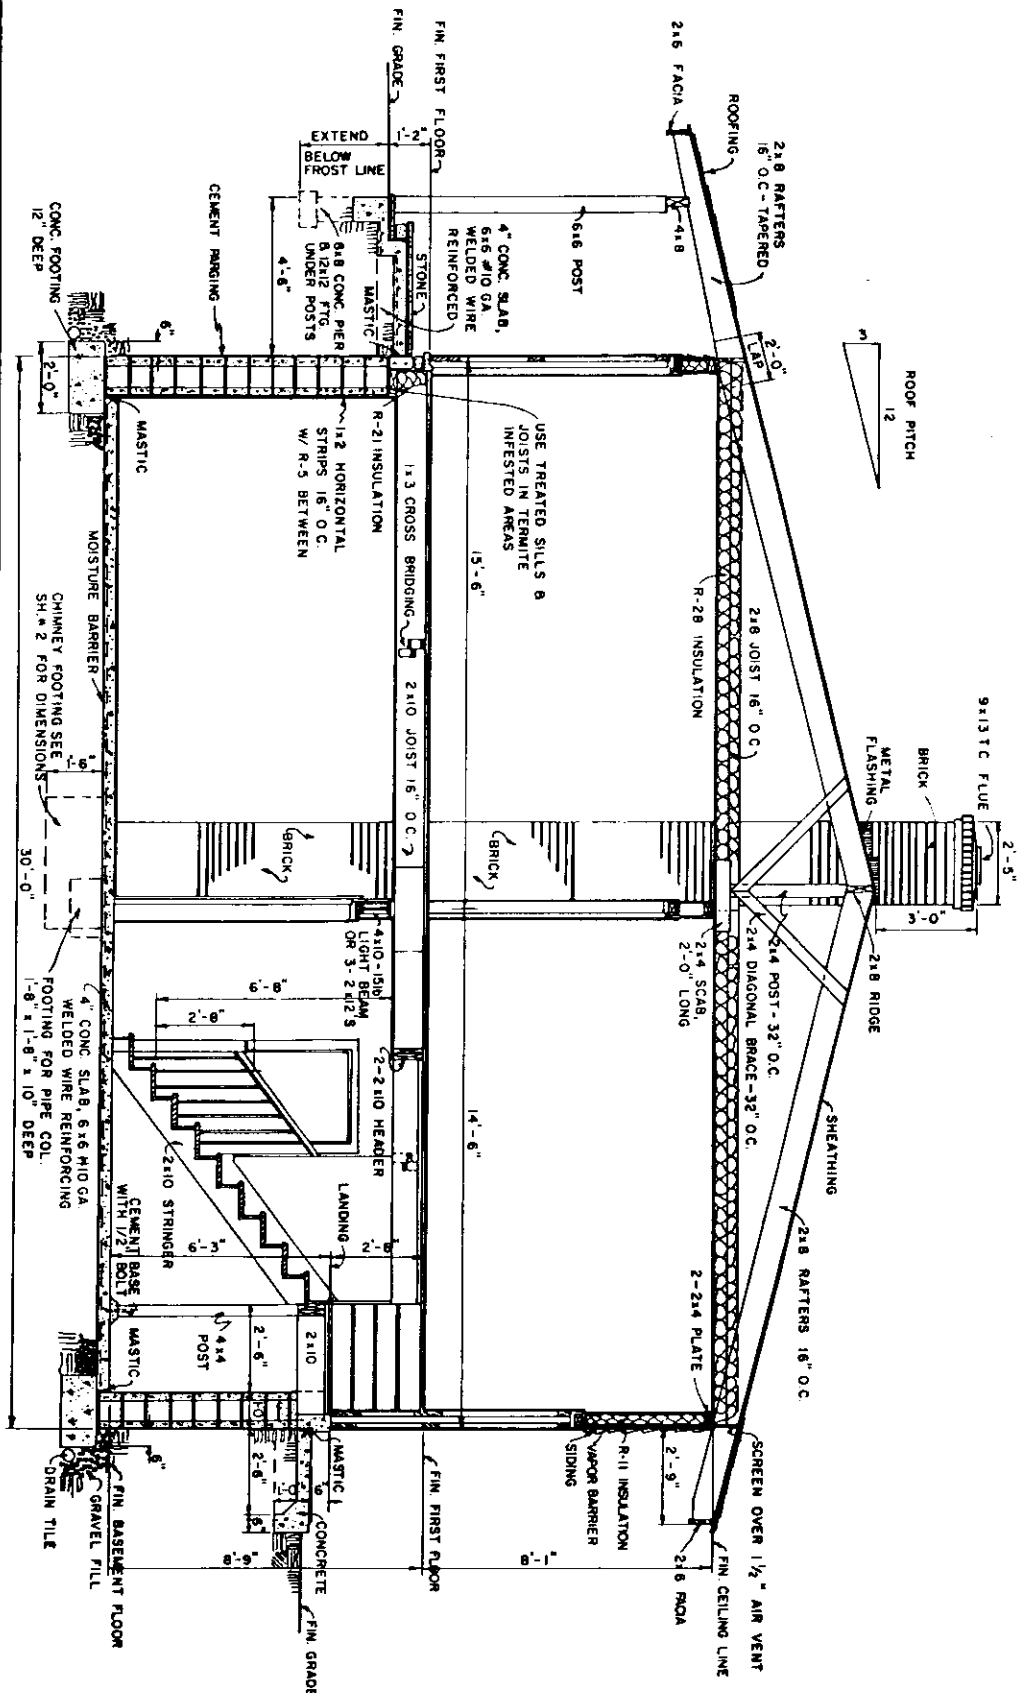 9x13 T C FLUE
2'-5"
3'-0"
BRICK
METAL
FLASHING
2x8 RIDGE
2x4 POST-32" O.C.
2x4 DIAGONAL BRACE-32" O.C.
2x4 SCAB,
2'-0" LONG
SHEATHING
2x8 RAFTERS 16" O.C.
SCREEN OVER 1 1/2" AIR VENT
FIN. CEILING LINE
2x6 FACIA
2'-9"
R-11 INSULATION
VAPOR BARRIER
SIDING
2-2x4 PLATE
8'-1"
ROOF PITCH
12
3
2x8 RAFTERS
16" O.C - TAPERED
ROOFING
2x6 FACIA
2'-0"
LAP
2x8 JOIST 16" O C
R-28 INSULATION
4x8
6x6 POST
4" CONC. SLAB,
6x6 #10 GA
WELDED WIRE
REINFORCED
STONE
MASTIC
FIN. FIRST FLOOR
1'-2"
FIN. GRADE
EXTEND
BELOW
FROST LINE
8x8 CONC. PIER
& 12x12 FTG
UNDER POSTS
4'-6"
CEMENT PARGING
CONC. FOOTING
12" DEEP
6"
2'-0"
USE TREATED SILLS &
JOISTS IN TERMITE
INFESTED AREAS
15'-6"
14'-6"
1x3 CROSS BRIDGING
2x10 JOIST 16" O.C.
BRICK
BRICK
R-21 INSULATION
1x2 HORIZONTAL
STRIPS 16" O C.
W/ R-5 BETWEEN
MASTIC
MOISTURE BARRIER
CHIMNEY FOOTING SEE
SH.# 2 FOR DIMENSIONS
1'-6"
30'-0"
4x10-15lb
LIGHT BEAM
OR 3-2x12 S
2-2x10 HEADER
6'-8"
2'-8"
2x10 STRINGER
LANDING
6'-3"
2'-6"
4" CONC. SLAB, 6x6 #10 GA.
WELDED WIRE REINFORCING
FOOTING FOR PIPE COL.
1'-8" x 1'-8" x 10" DEEP
CEMENT BASE
WITH 1/2" BOLT
4x4
POST
2x10
2'-6"
MASTIC
MASTIC
2'-6"
6"
6"
6"
CONCRETE
FIN. FIRST FLOOR
FIN. GRADE
8'-9"
FIN. BASEMENT FLOOR
GRAVEL FILL
DRAIN TILE